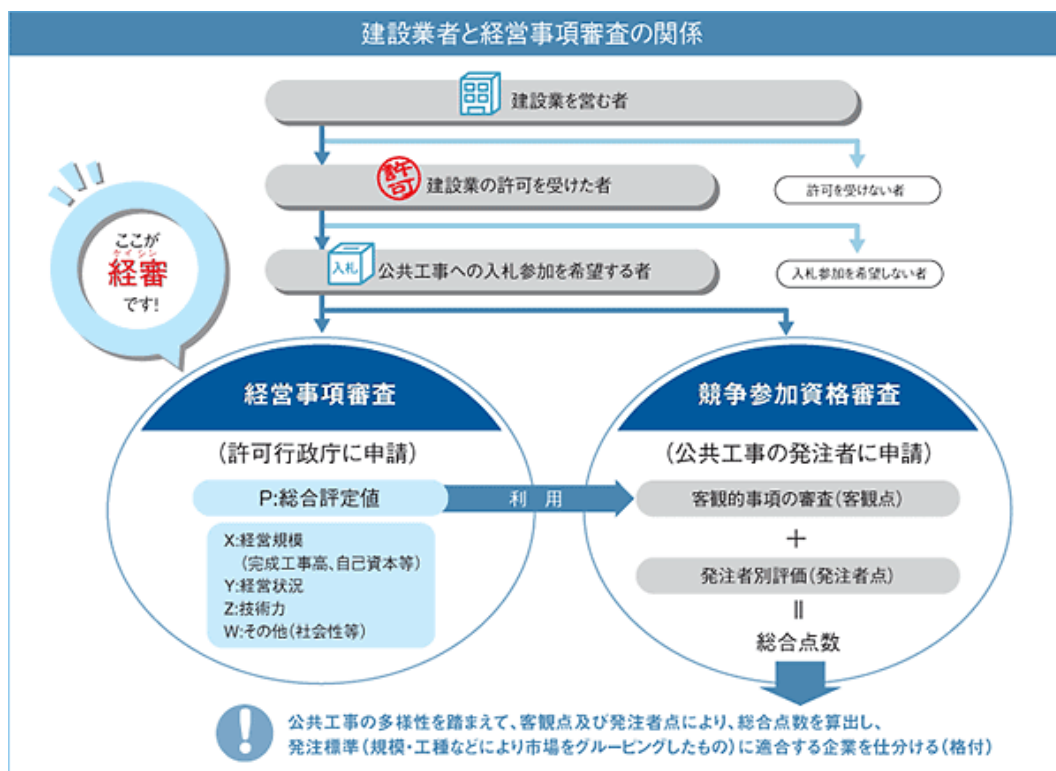 建設業者と経営事項審査の関係
建設業を営む者
許可
建設業の許可を受けた者
許可を受けない者
入札
公共工事への入札参加を希望する者
入札参加を希望しない者
ここが
ケイシン
経審
です!
経営事項審査
(許可行政庁に申請)
P:総合評定値
X:経営規模
(完成工事高、自己資本等)
Y:経営状況
Z:技術力
W:その他(社会性等)
利 用
競争参加資格審査
(公共工事の発注者に申請)
客観的事項の審査(客観点)
+
発注者別評価(発注者点)
=
総合点数
!
公共工事の多様性を踏まえて、客観点及び発注者点により、総合点数を算出し、
発注標準(規模・工種などにより市場をグルーピングしたもの)に適合する企業を仕分ける(格付)